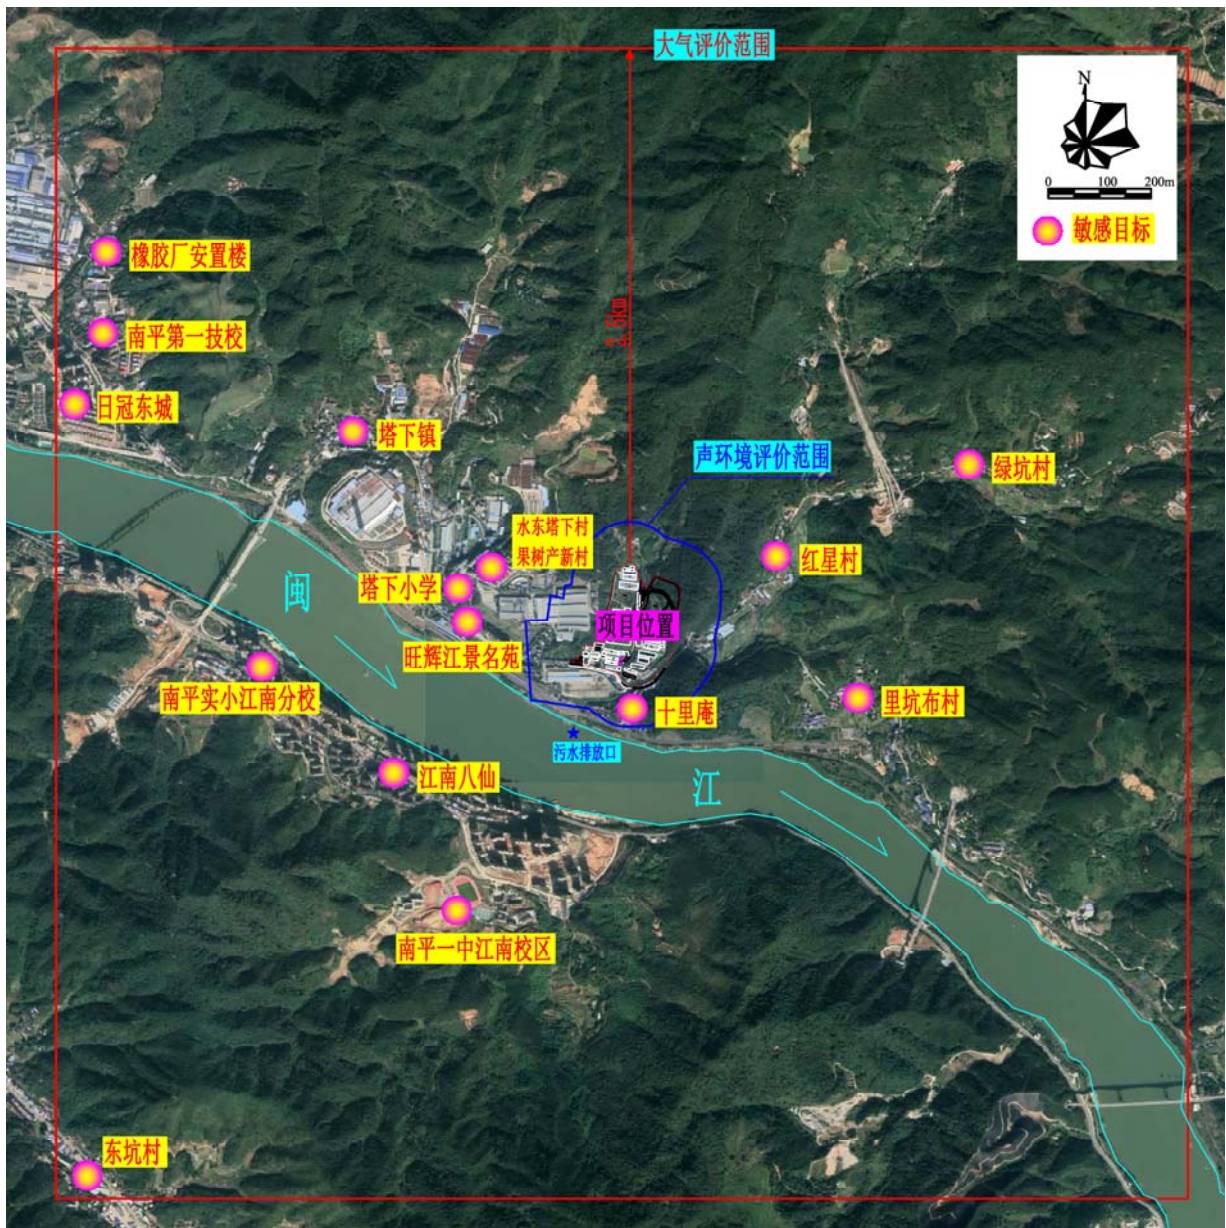 大气评价范围
N
0 100 200m
敏感目标
橡胶厂安置楼
2.5km
南平第一技校
日冠东城
塔下镇
声环境评价范围
绿坑村
水东塔下村
果树产新村
红星村
塔下小学
闽
项目位置
旺辉江景名苑
南平实小江南分校
十里庵
里坑布村
污水排放口
江南八仙
江
南平一中江南校区
东坑村